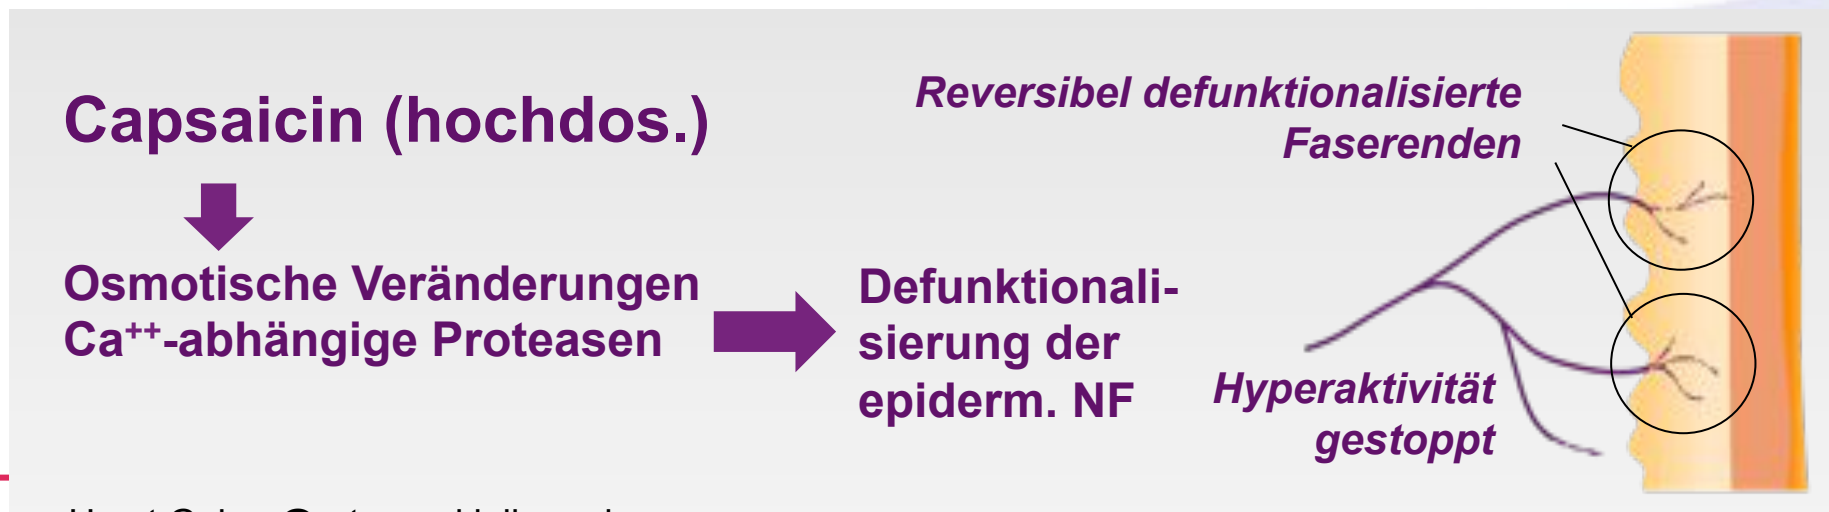 Capsaicin (hochdos.)
Reversibel defunktionalisierte
Faserenden
Osmotische Veränderungen
Ca⁺⁺-abhängige Proteasen
Defunktionali-
sierung der
epiderm. NF
Hyperaktivität
gestoppt